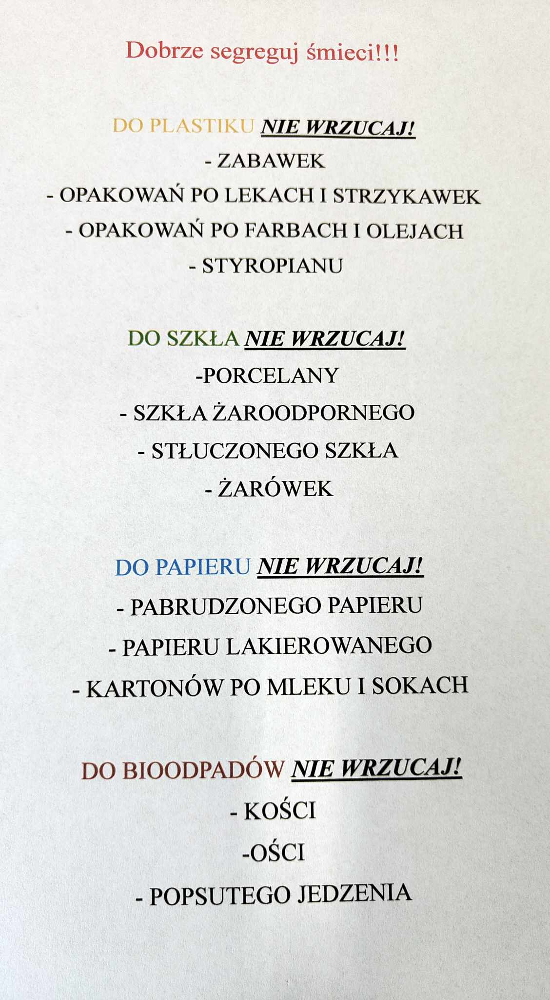 Dobrze segreguj śmieci!!!
DO PLASTIKU NIE WRZUCAJ!
- ZABAWEK
- OPAKOWAŃ PO LEKACH I STRZYKAWEK
- OPAKOWAŃ PO FARBACH I OLEJACH
- STYROPIANU
DO SZKŁA NIE WRZUCAJ!
-PORCELANY
- SZKŁA ŻAROODPORNEGO
- STŁUCZONEGO SZKŁA
- ŻARÓWEK
DO PAPIERU NIE WRZUCAJ!
- PABRUDZONEGO PAPIERU
- PAPIERU LAKIEROWANEGO
- KARTONÓW PO MLEKU I SOKACH
DO BIOODPADÓW NIE WRZUCAJ!
- KOŚCI
-OŚCI
- POPSUTEGO JEDZENIA